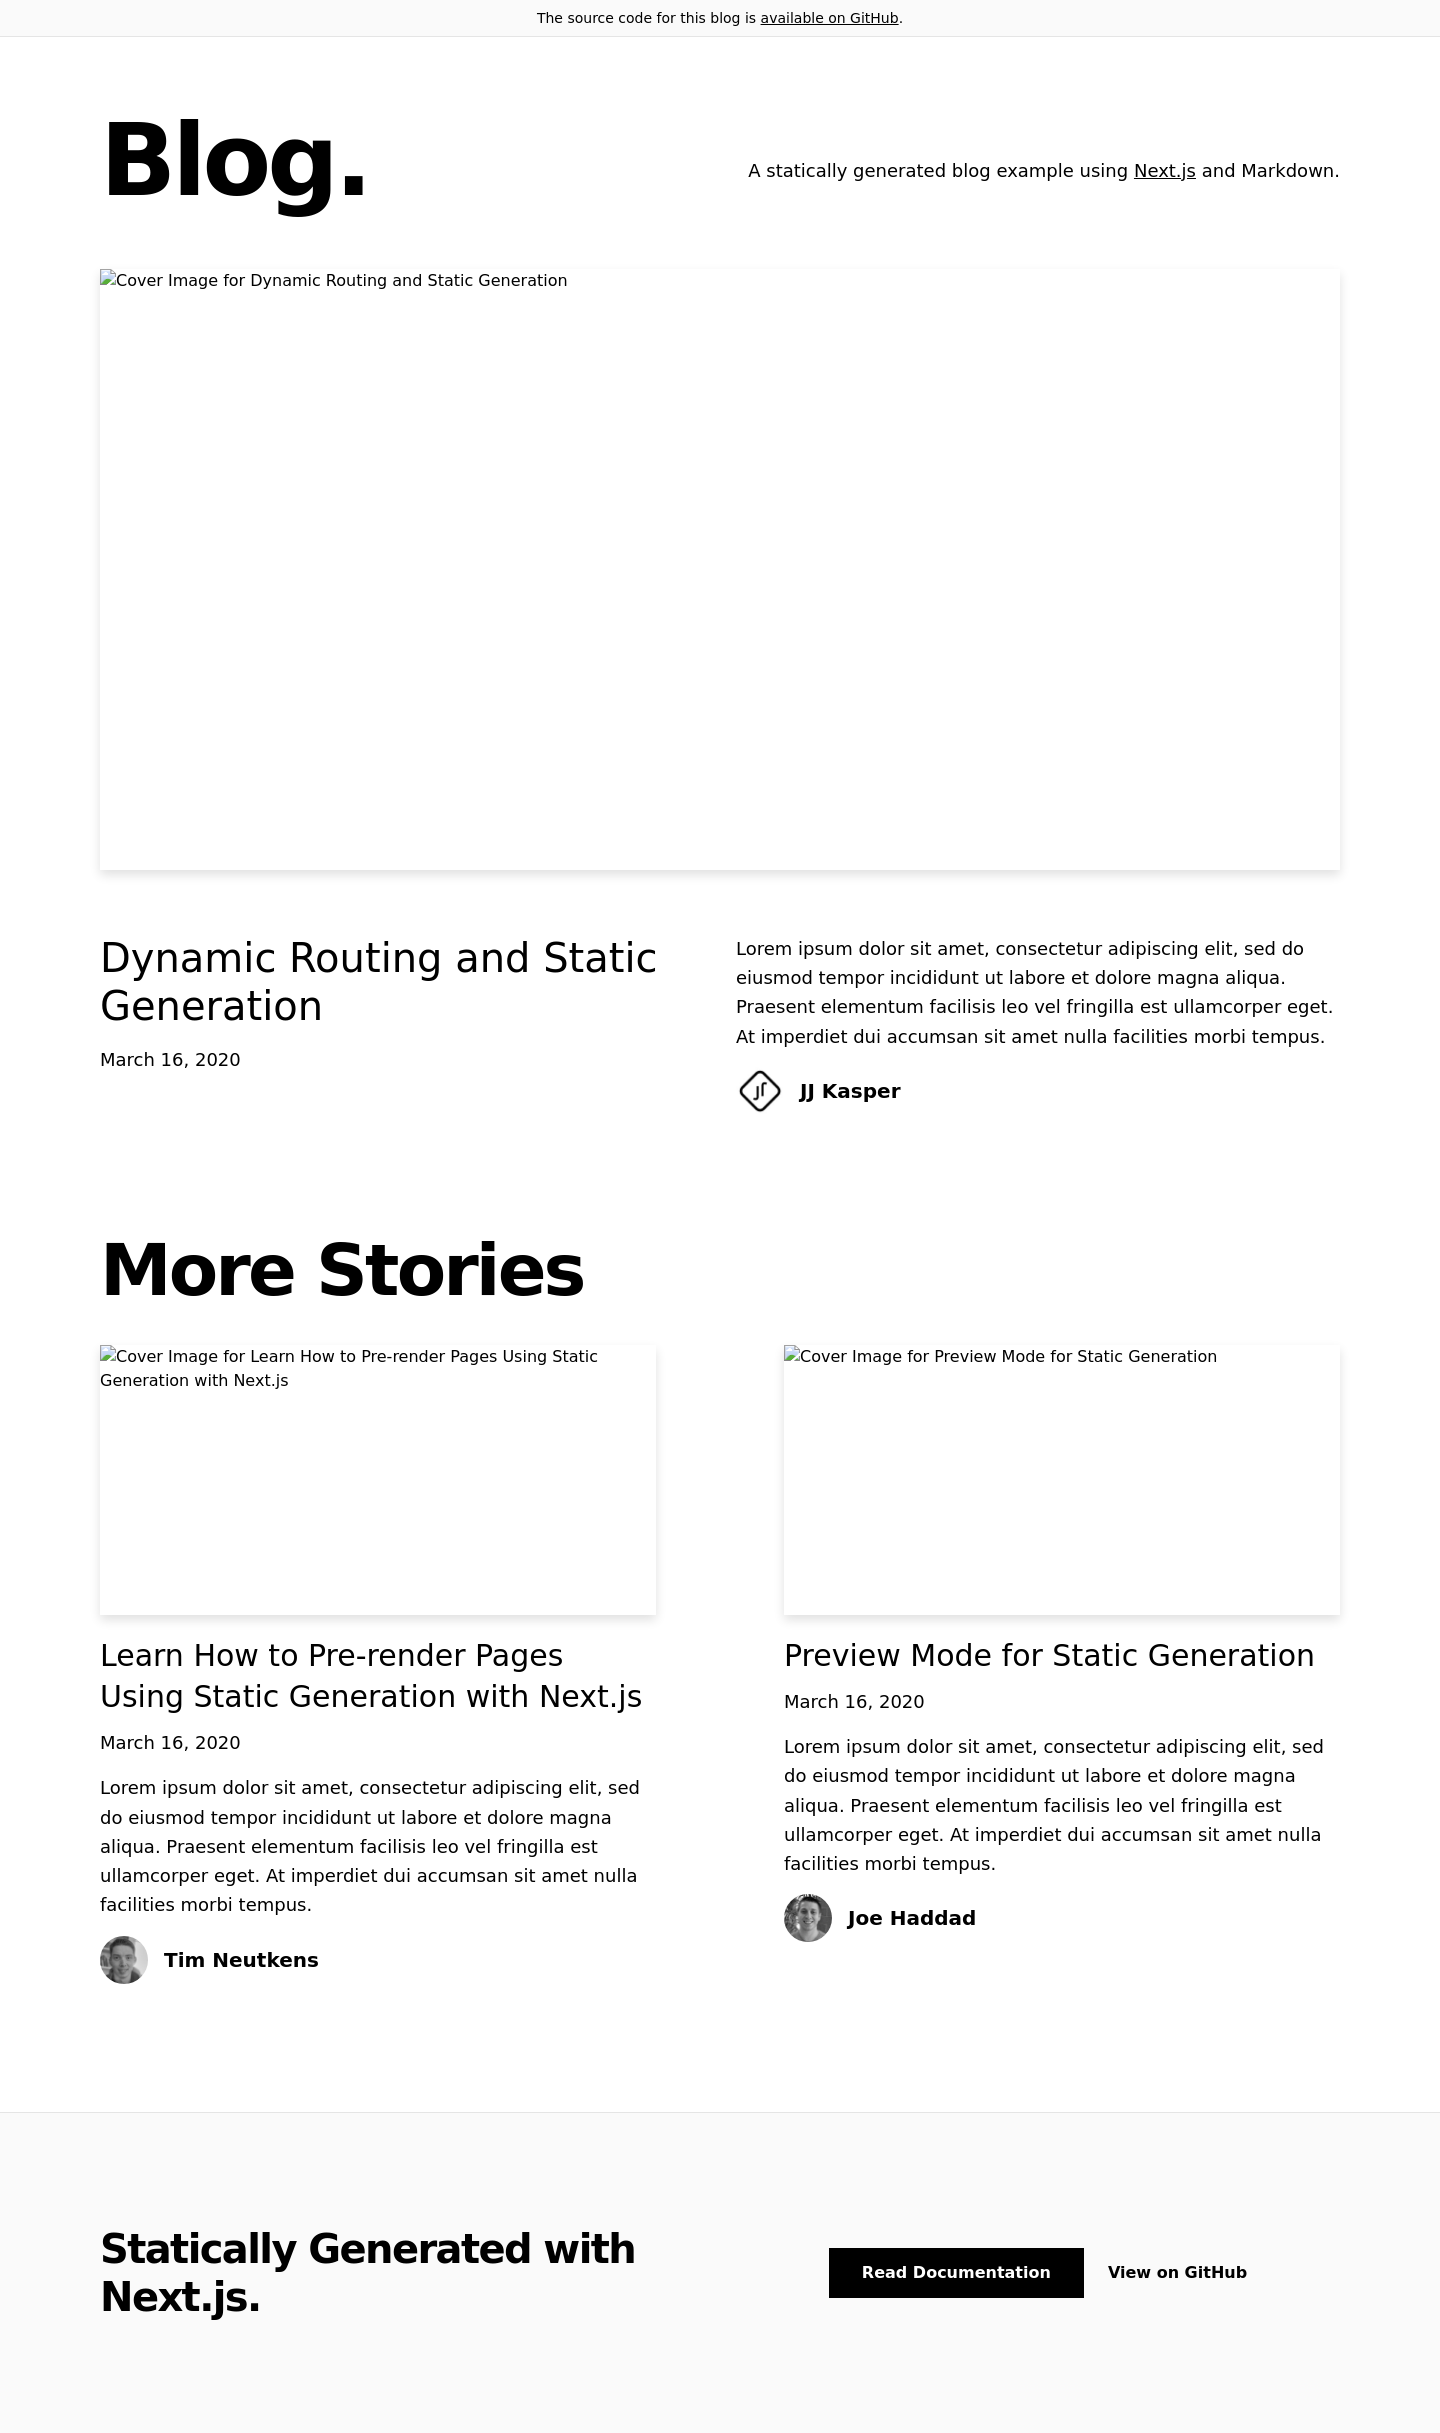 The source code for this blog is available on GitHub.
Blog.
A statically generated blog example using Next.js and Markdown.
Cover Image for Dynamic Routing and Static Generation
Dynamic Routing and Static
Generation
March 16, 2020
Lorem ipsum dolor sit amet, consectetur adipiscing elit, sed do
eiusmod tempor incididunt ut labore et dolore magna aliqua.
Praesent elementum facilisis leo vel fringilla est ullamcorper eget.
At imperdiet dui accumsan sit amet nulla facilities morbi tempus.
JJ Kasper
More Stories
Cover Image for Learn How to Pre-render Pages Using Static
Generation with Next.js
Learn How to Pre-render Pages
Using Static Generation with Next.js
March 16, 2020
Lorem ipsum dolor sit amet, consectetur adipiscing elit, sed
do eiusmod tempor incididunt ut labore et dolore magna
aliqua. Praesent elementum facilisis leo vel fringilla est
ullamcorper eget. At imperdiet dui accumsan sit amet nulla
facilities morbi tempus.
Tim Neutkens
Cover Image for Preview Mode for Static Generation
Preview Mode for Static Generation
March 16, 2020
Lorem ipsum dolor sit amet, consectetur adipiscing elit, sed
do eiusmod tempor incididunt ut labore et dolore magna
aliqua. Praesent elementum facilisis leo vel fringilla est
ullamcorper eget. At imperdiet dui accumsan sit amet nulla
facilities morbi tempus.
Joe Haddad
Statically Generated with
Next.js.
Read Documentation
View on GitHub